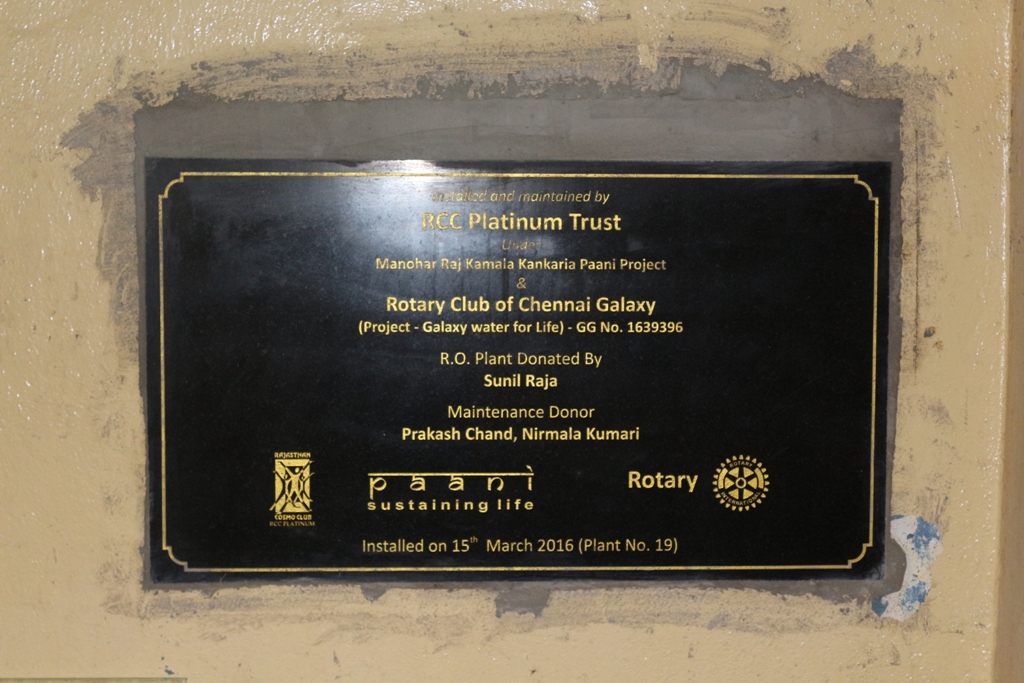 Installed and maintained by
RCC Platinum Trust
Under
Manohar Raj Kamala Kankaria Paani Project
&
Rotary Club of Chennai Galaxy
(Project - Galaxy water for Life) - GG No. 1639396
R.O. Plant Donated By
Sunil Raja
Maintenance Donor
Prakash Chand, Nirmala Kumari
RAJASTHAN
COSMO CLUB
RCC PLATINUM
paani
sustaining life
Rotary
ROTARY
INTERNATIONAL
Installed on 15th March 2016 (Plant No. 19)